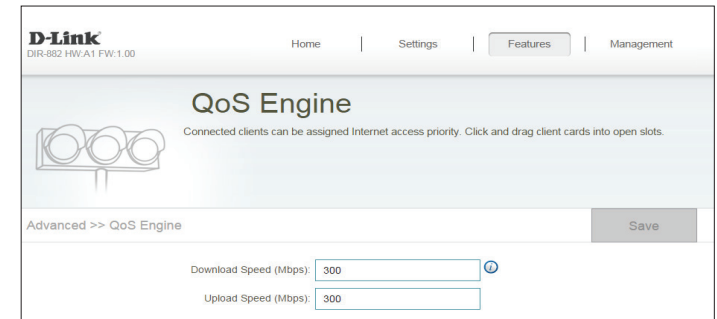 D-Link
DIR-882 HW:A1 FW:1.00
Home | Settings | Features | Management
QoS Engine
Connected clients can be assigned Internet access priority. Click and drag client cards into open slots.
Advanced >> QoS Engine
Save
Download Speed (Mbps): 300
Upload Speed (Mbps): 300